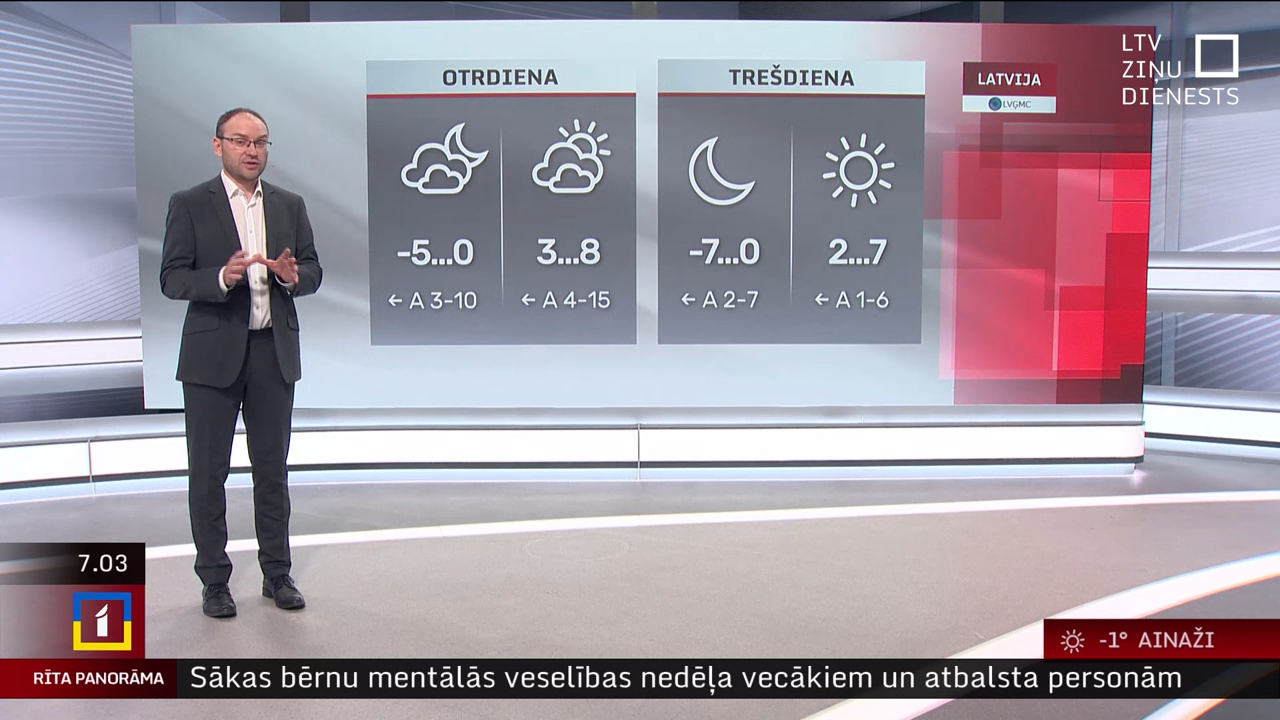 LTV
ZIŅU
DIENESTS
OTRDIENA
TREŠDIENA
LATVIJA
LVĢMC
-5...0
3...8
-7...0
2...7
← A 3-10
← A 4-15
← A 2-7
← A 1-6
7.03
1
-1° AINAŽI
RĪTA PANORĀMA
Sākas bērnu mentālās veselības nedēļa vecākiem un atbalsta personām